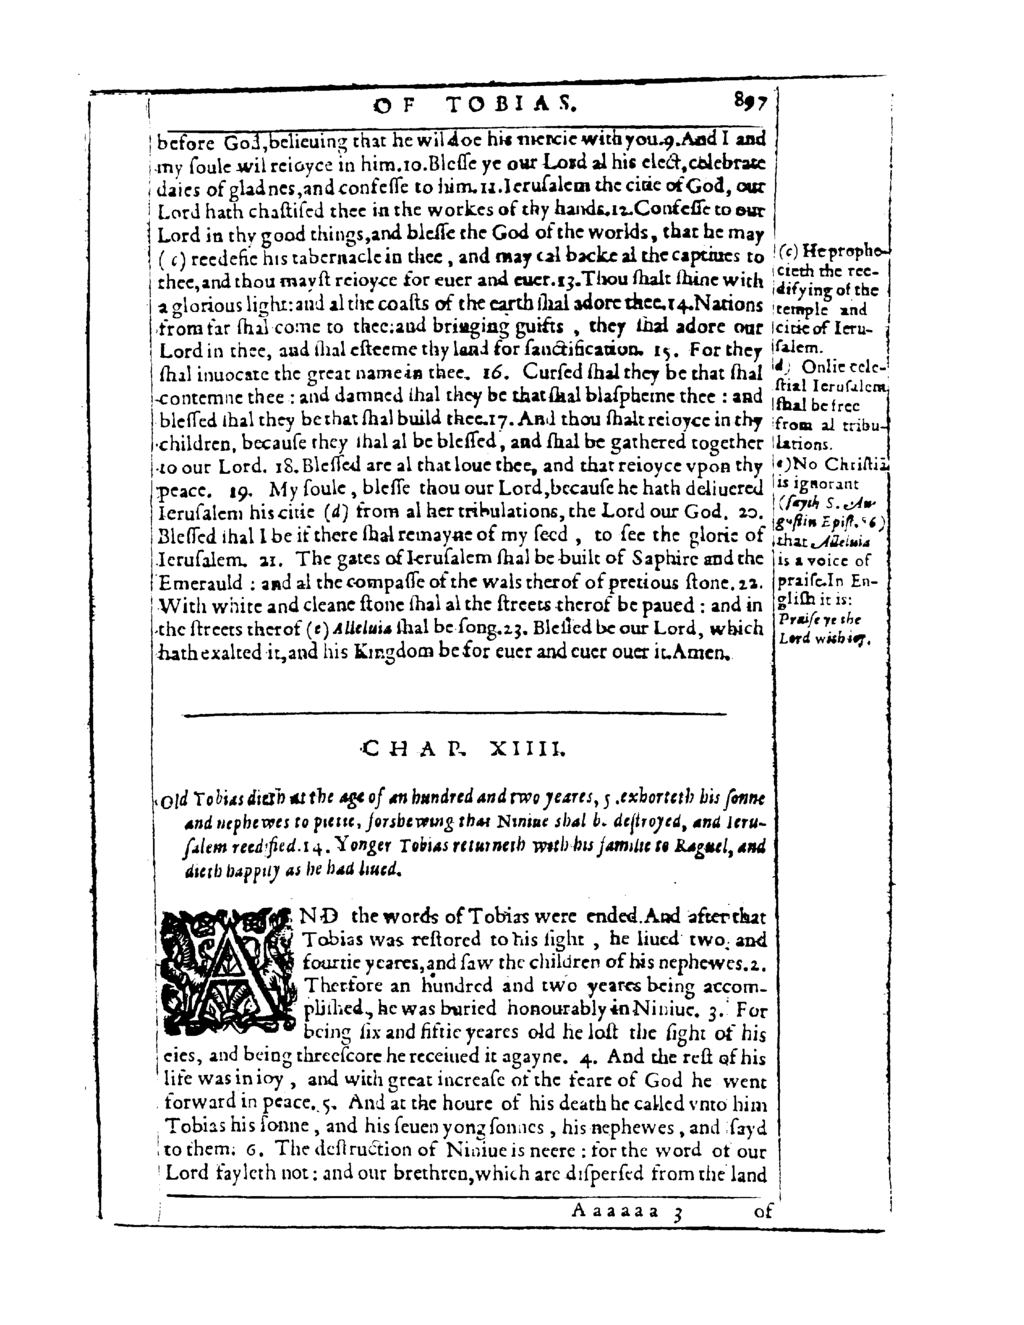 OF TOBIAS. 897
before God, belieuing that he wil doe his mercie with you. 9. And I and
my ſoule wil reioyce in him. 10. Bleſſe ye our Lord al his elect, celebrate
daies of gladnes, and confeſſe to him. 11. Ieruſalem the citie of God, our
Lord hath chaſtiſed thee in the workes of thy hands. 12. Confeſſe to our
Lord in thy good things, and bleſſe the God of the worlds, that he may
(c) reedefie his tabernacle in thee, and may cal backe al the captiues to
thee, and thou mayſt reioyce for euer and euer. 13. Thou ſhalt ſhine with
a glorious light: and al the coaſts of the earth ſhal adore thee. 14. Nations
from far ſhal come to thee: and bringing guifts, they ſhal adore our
Lord in thee, and ſhal eſteeme thy land for ſanctification. 15. For they
ſhal inuocate the great name in thee. 16. Curſed ſhal they be that ſhal
contemne thee: and damned ſhal they be that ſhal blaſpheme thee: and
bleſſed ſhal they be that ſhal build thee. 17. And thou ſhalt reioyce in thy
children, becauſe they ſhal al be bleſſed, and ſhal be gathered together
to our Lord. 18. Bleſſed are al that loue thee, and that reioyce vpon thy
peace. 19. My ſoule, bleſſe thou our Lord, becauſe he hath deliuered
Ieruſalem his citie (d) from al her tribulations, the Lord our God. 20.
Bleſſed ſhal I be if there ſhal remayne of my ſeed, to ſee the glorie of
Ieruſalem. 21. The gates of Ieruſalem ſhal be built of Saphire and the
Emerauld: and al the compaſſe of the wals therof of pretious ſtone. 22.
With white and cleane ſtone ſhal al the ſtreets therof be paued: and in
the ſtreets therof (e) Alleluia ſhal be ſong. 23. Bleſſed be our Lord, which
hath exalted it, and his Kingdom be for euer and euer ouer it. Amen.
(c) He prophe-
cieth the ree-
difying of the
temple and
citie of Ieru-
ſalem.
(d) Onlie cele-
ſtial Ieruſalem
ſhal be free
from al tribu-
lations.
(e) No Chriſtiã
is ignorant
(ſayth S. Au-
guſtin Epiſt.
that Alleluia
is a voice of
praiſe. In En-
gliſh it is:
Praiſe ye the
Lord with ioy.
CHAP. XIIII.
Old Tobias dieth at the age of an hundred and two yeares, 5. exhorteth his ſonne
and nephewes to pietie, forshewing that Niniue shal be deſtroyed, and Ieru-
ſalem reedified. 14. Yonger Tobias returneth with his familie to Raguel, and
dieth happily as he had liued.
AND the words of Tobias were ended. And after that
Tobias was reſtored to his ſight, he liued two and
fourtie yeares, and ſaw the children of his nephewes. 2.
Therfore an hundred and two yeares being accom-
pliſhed, he was buried honourably in Niniue. 3. For
being ſix and fiftie yeares old he loſt the ſight of his
eies, and being threeſcore he receiued it agayne. 4. And the reſt of his
life was in ioy, and with great increaſe of the feare of God he went
forward in peace. 5. And at the houre of his death he called vnto him
Tobias his ſonne, and his ſeuen yong ſonnes, his nephewes, and ſayd
to them: 6. The deſtruction of Niniue is neere: for the word of our
Lord fayleth not: and our brethren, which are diſperſed from the land
Aaaaaa 3 of